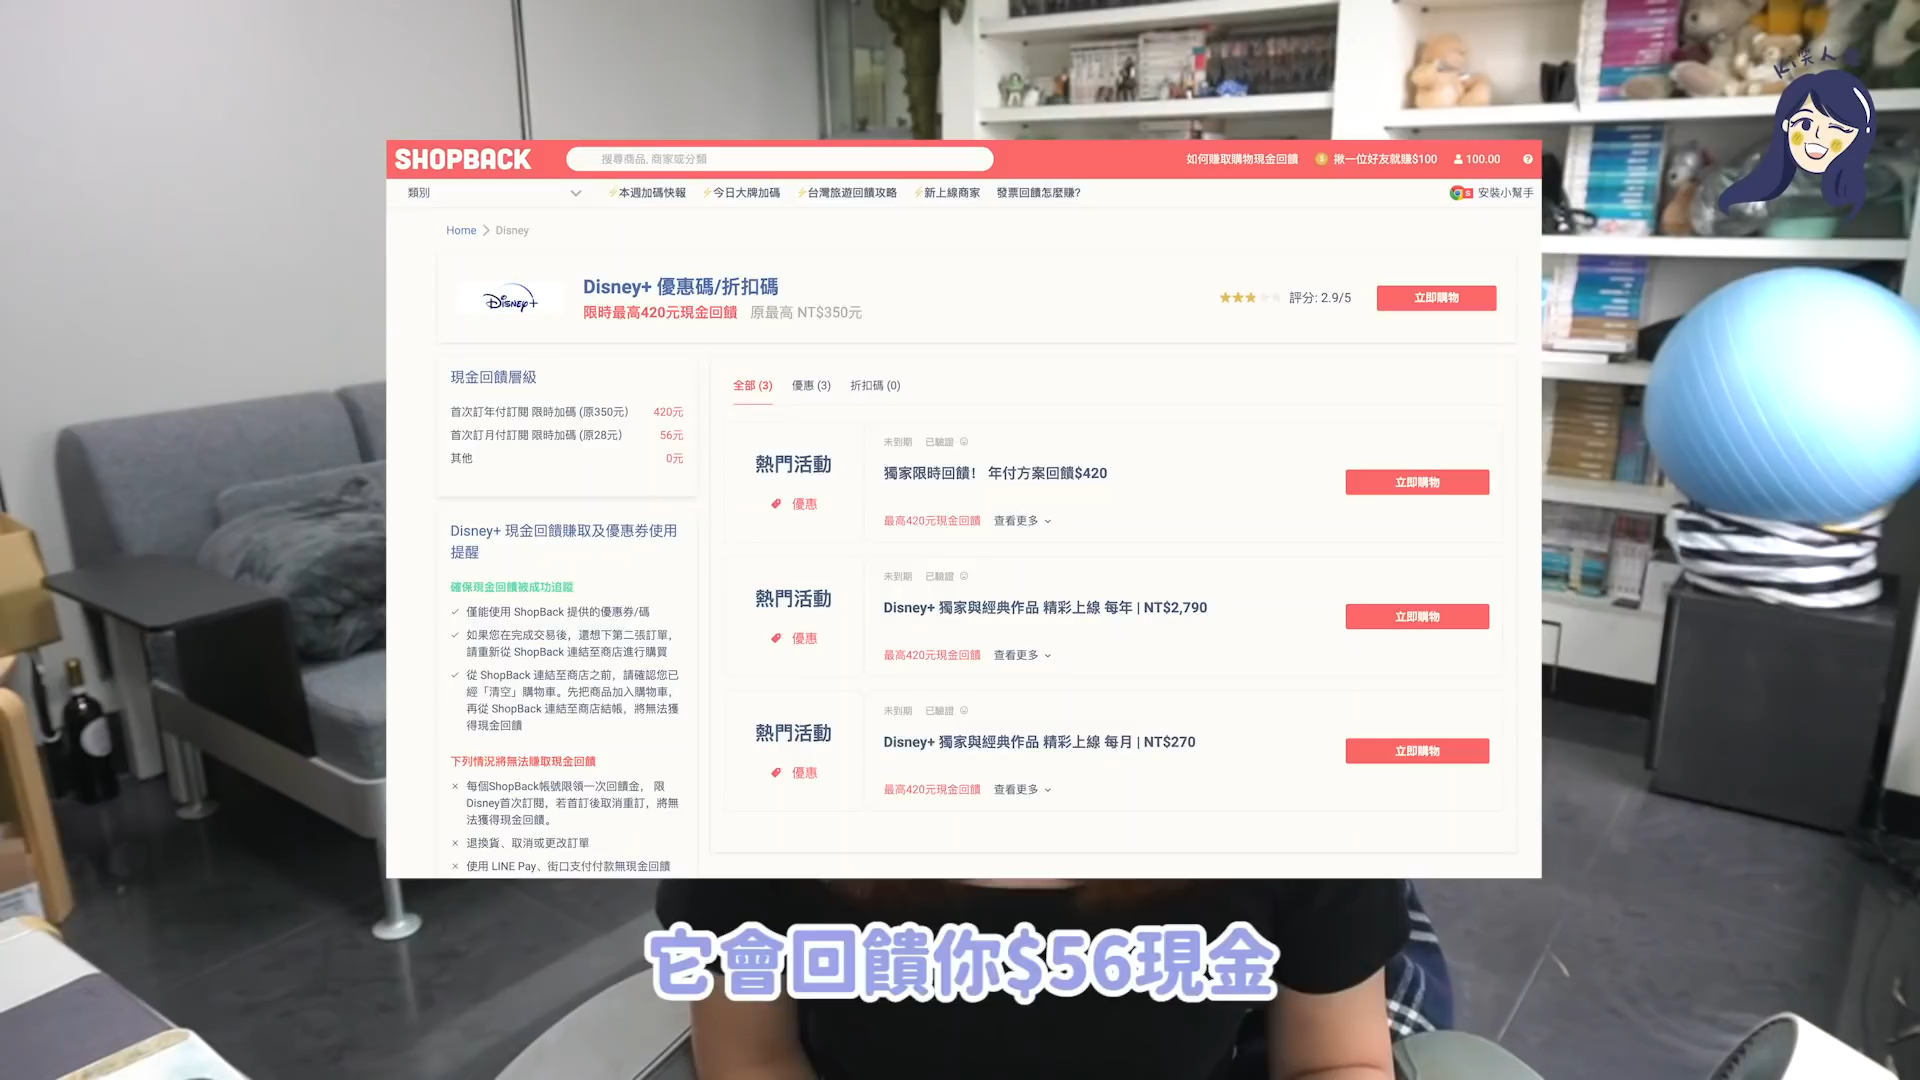 Ki笑人
SHOPBACK
搜尋商品, 商家或分類
如何賺取購物現金回饋
揪一位好友就賺$100
100.00
類別
⚡本週加碼快報
⚡今日大牌加碼
⚡台灣旅遊回饋攻略
⚡新上線商家
發票回饋怎麼賺?
安裝小幫手
Home > Disney
Disney+
Disney+ 優惠碼/折扣碼
限時最高420元現金回饋 原最高 NT$350元
評分: 2.9/5
立即購物
現金回饋層級
首次訂年付訂閱 限時加碼 (原350元) 420元
首次訂月付訂閱 限時加碼 (原28元) 56元
其他 0元
Disney+ 現金回饋賺取及優惠券使用
提醒
確保現金回饋被成功追蹤
✓ 僅能使用 ShopBack 提供的優惠券/碼
✓ 如果您在完成交易後，還想下第二張訂單，
請重新從 ShopBack 連結至商店進行購買
✓ 從 ShopBack 連結至商店之前，請確認您已
經「清空」購物車。先把商品加入購物車，
再從 ShopBack 連結至商店結帳，將無法獲
得現金回饋
下列情況將無法賺取現金回饋
× 每個ShopBack帳號限領一次回饋金， 限
Disney首次訂閱，若首訂後取消重訂，將無
法獲得現金回饋。
× 退換貨、取消或更改訂單
× 使用 LINE Pay、街口支付付款無現金回饋
全部 (3)
優惠 (3)
折扣碼 (0)
熱門活動
優惠
未到期 已驗證
獨家限時回饋！ 年付方案回饋$420
最高420元現金回饋 查看更多
立即購物
熱門活動
優惠
未到期 已驗證
Disney+ 獨家與經典作品 精彩上線 每年 | NT$2,790
最高420元現金回饋 查看更多
立即購物
熱門活動
優惠
未到期 已驗證
Disney+ 獨家與經典作品 精彩上線 每月 | NT$270
最高420元現金回饋 查看更多
立即購物
它會回饋你$56現金